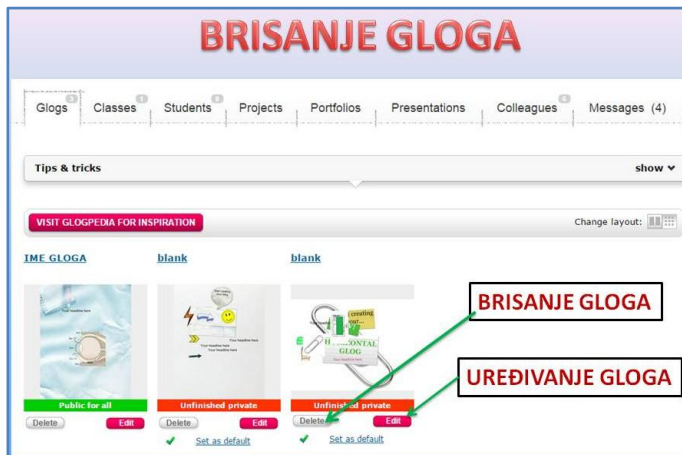 BRISANJE GLOGA
Glogs 3 Classes 1 Students Projects Portfolios Presentations Colleagues Messages (4)
Tips & tricks show
VISIT GLOGPEDIA FOR INSPIRATION Change layout:
IME GLOGA blank blank
BRISANJE GLOGA
UREĐIVANJE GLOGA
Public for all Unfinished private Unfinished private
Delete Edit Delete Edit Delete Edit
Set as default Set as default